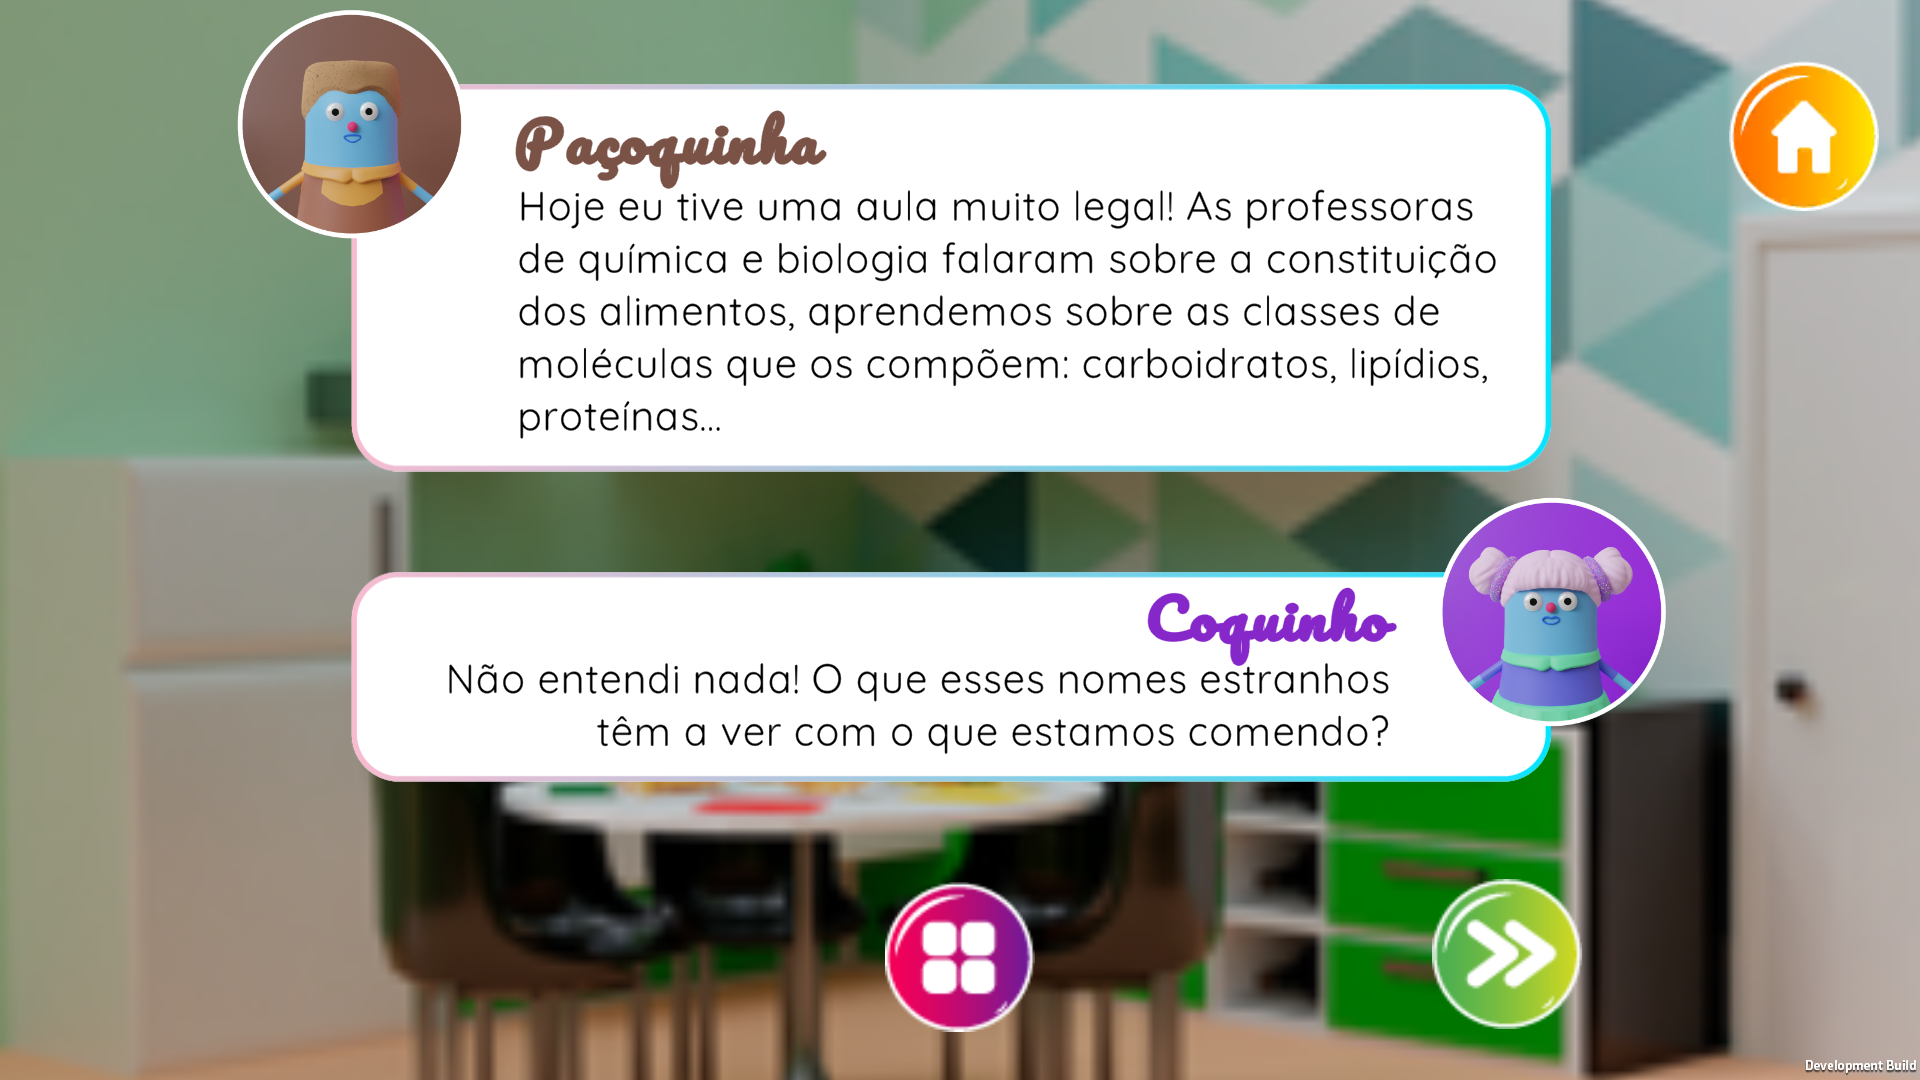 Paçoquinha
Hoje eu tive uma aula muito legal! As professoras
de química e biologia falaram sobre a constituição
dos alimentos, aprendemos sobre as classes de
moléculas que os compõem: carboidratos, lipídios,
proteínas...
Coquinho
Não entendi nada! O que esses nomes estranhos
têm a ver com o que estamos comendo?
Development Build